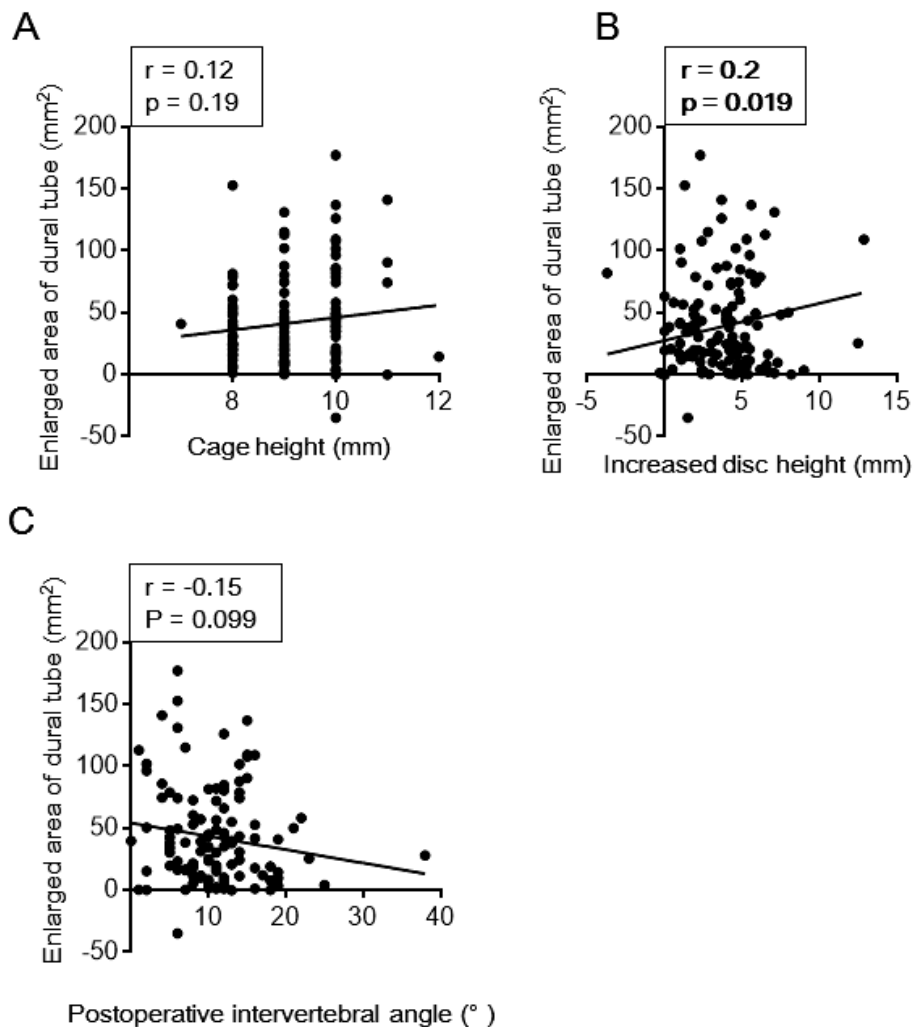 A
r = 0.12
p = 0.19
Enlarged area of dural tube (mm²)
200
150
100
50
0
-50
8
10
12
Cage height (mm)
B
r = 0.2
p = 0.019
Enlarged area of dural tube (mm²)
200
150
100
50
0
-50
-5
5
10
15
Increased disc height (mm)
C
r = -0.15
P = 0.099
Enlarged area of dural tube (mm²)
200
150
100
50
0
-50
10
20
30
40
Postoperative intervertebral angle (° )